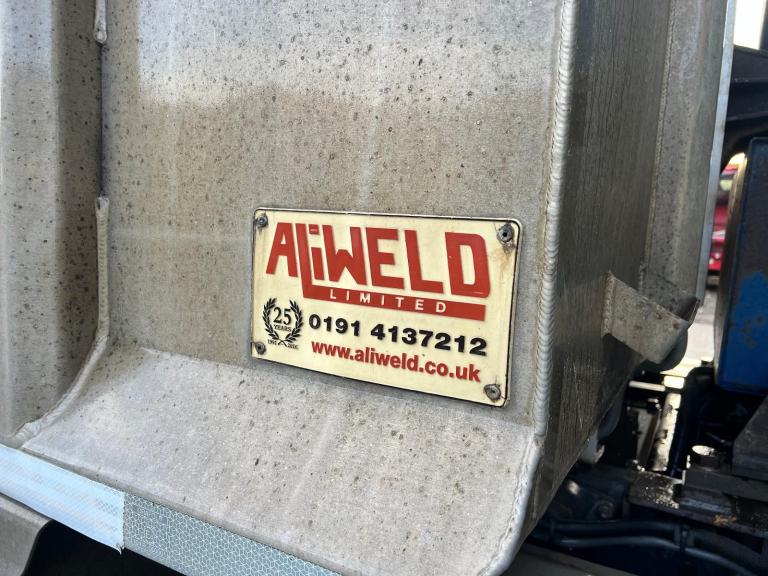 ALiWELD
LIMITED
25
YEARS
0191 4137212
www.aliweld.co.uk